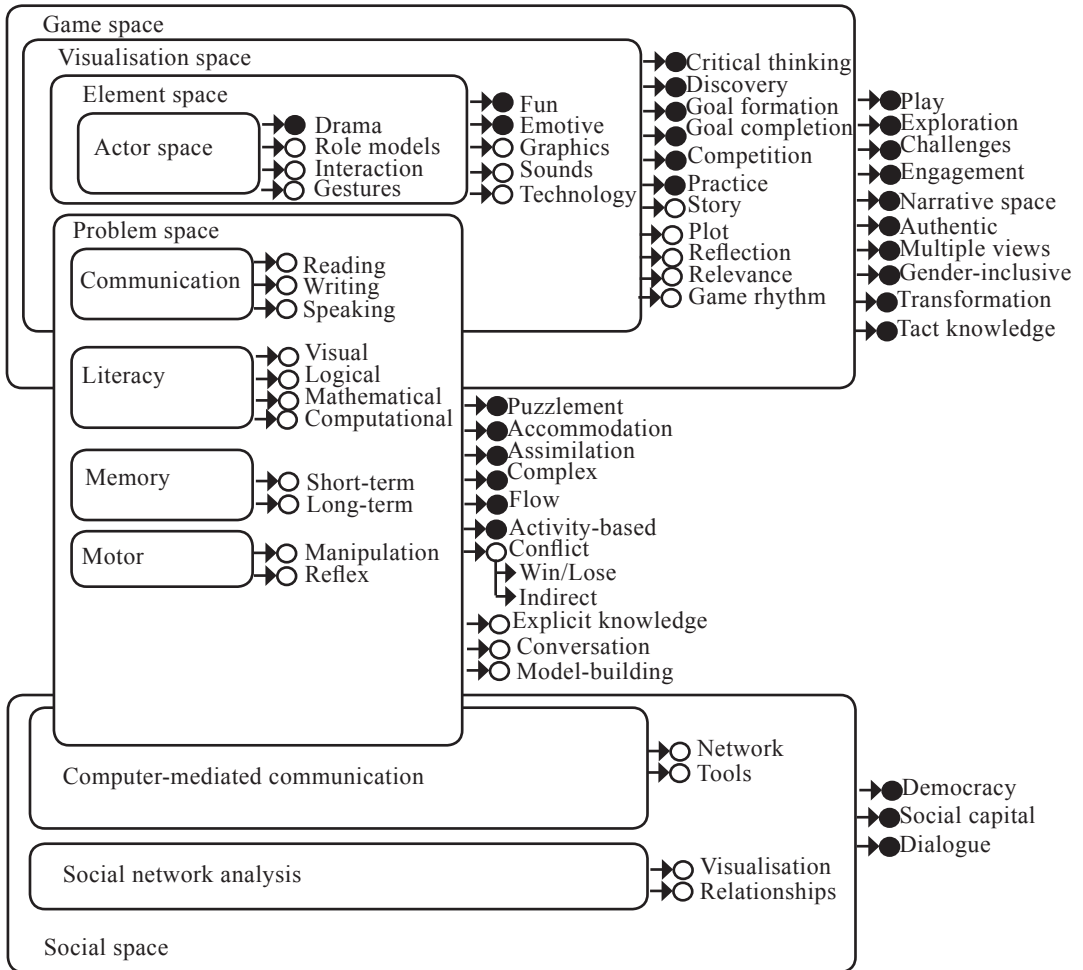 Game space
Visualisation space
Element space
Actor space
Drama
Role models
Interaction
Gestures
Fun
Emotive
Graphics
Sounds
Technology
Critical thinking
Discovery
Goal formation
Goal completion
Competition
Practice
Story
Plot
Reflection
Relevance
Game rhythm
Play
Exploration
Challenges
Engagement
Narrative space
Authentic
Multiple views
Gender-inclusive
Transformation
Tact knowledge
Problem space
Communication
Reading
Writing
Speaking
Literacy
Visual
Logical
Mathematical
Computational
Memory
Short-term
Long-term
Motor
Manipulation
Reflex
Puzzlement
Accommodation
Assimilation
Complex
Flow
Activity-based
Conflict
Win/Lose
Indirect
Explicit knowledge
Conversation
Model-building
Computer-mediated communication
Network
Tools
Social network analysis
Visualisation
Relationships
Social space
Democracy
Social capital
Dialogue